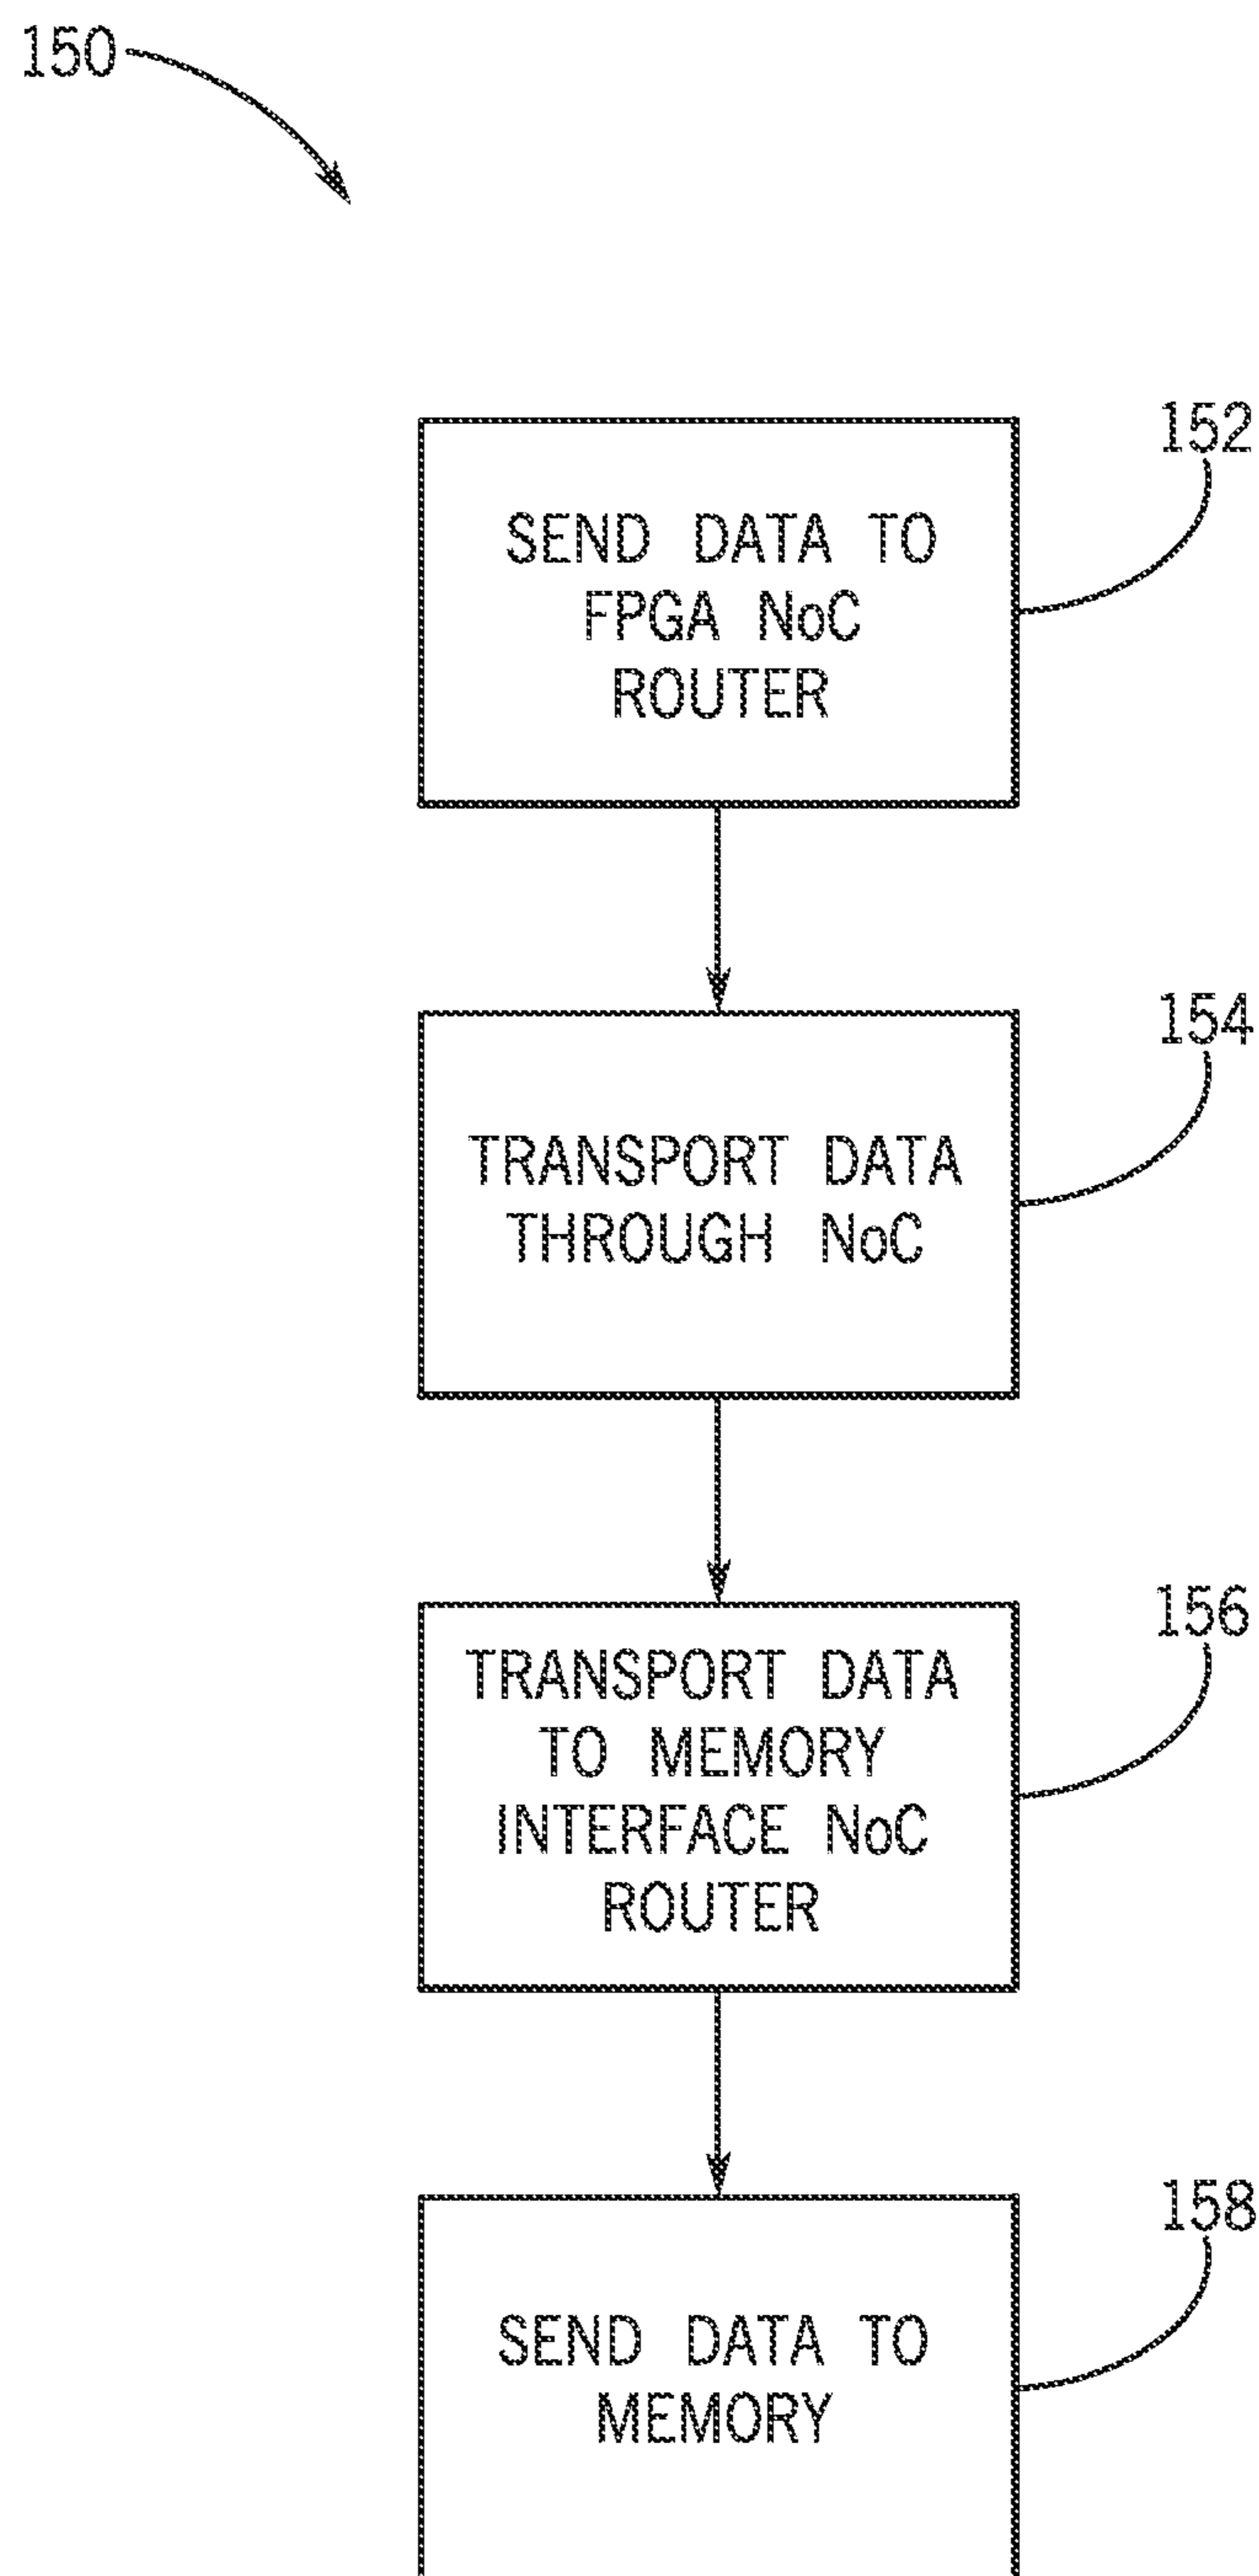 150
152
SEND DATA TO
FPGA NoC
ROUTER
154
TRANSPORT DATA
THROUGH NoC
156
TRANSPORT DATA
TO MEMORY
INTERFACE NoC
ROUTER
158
SEND DATA TO
MEMORY